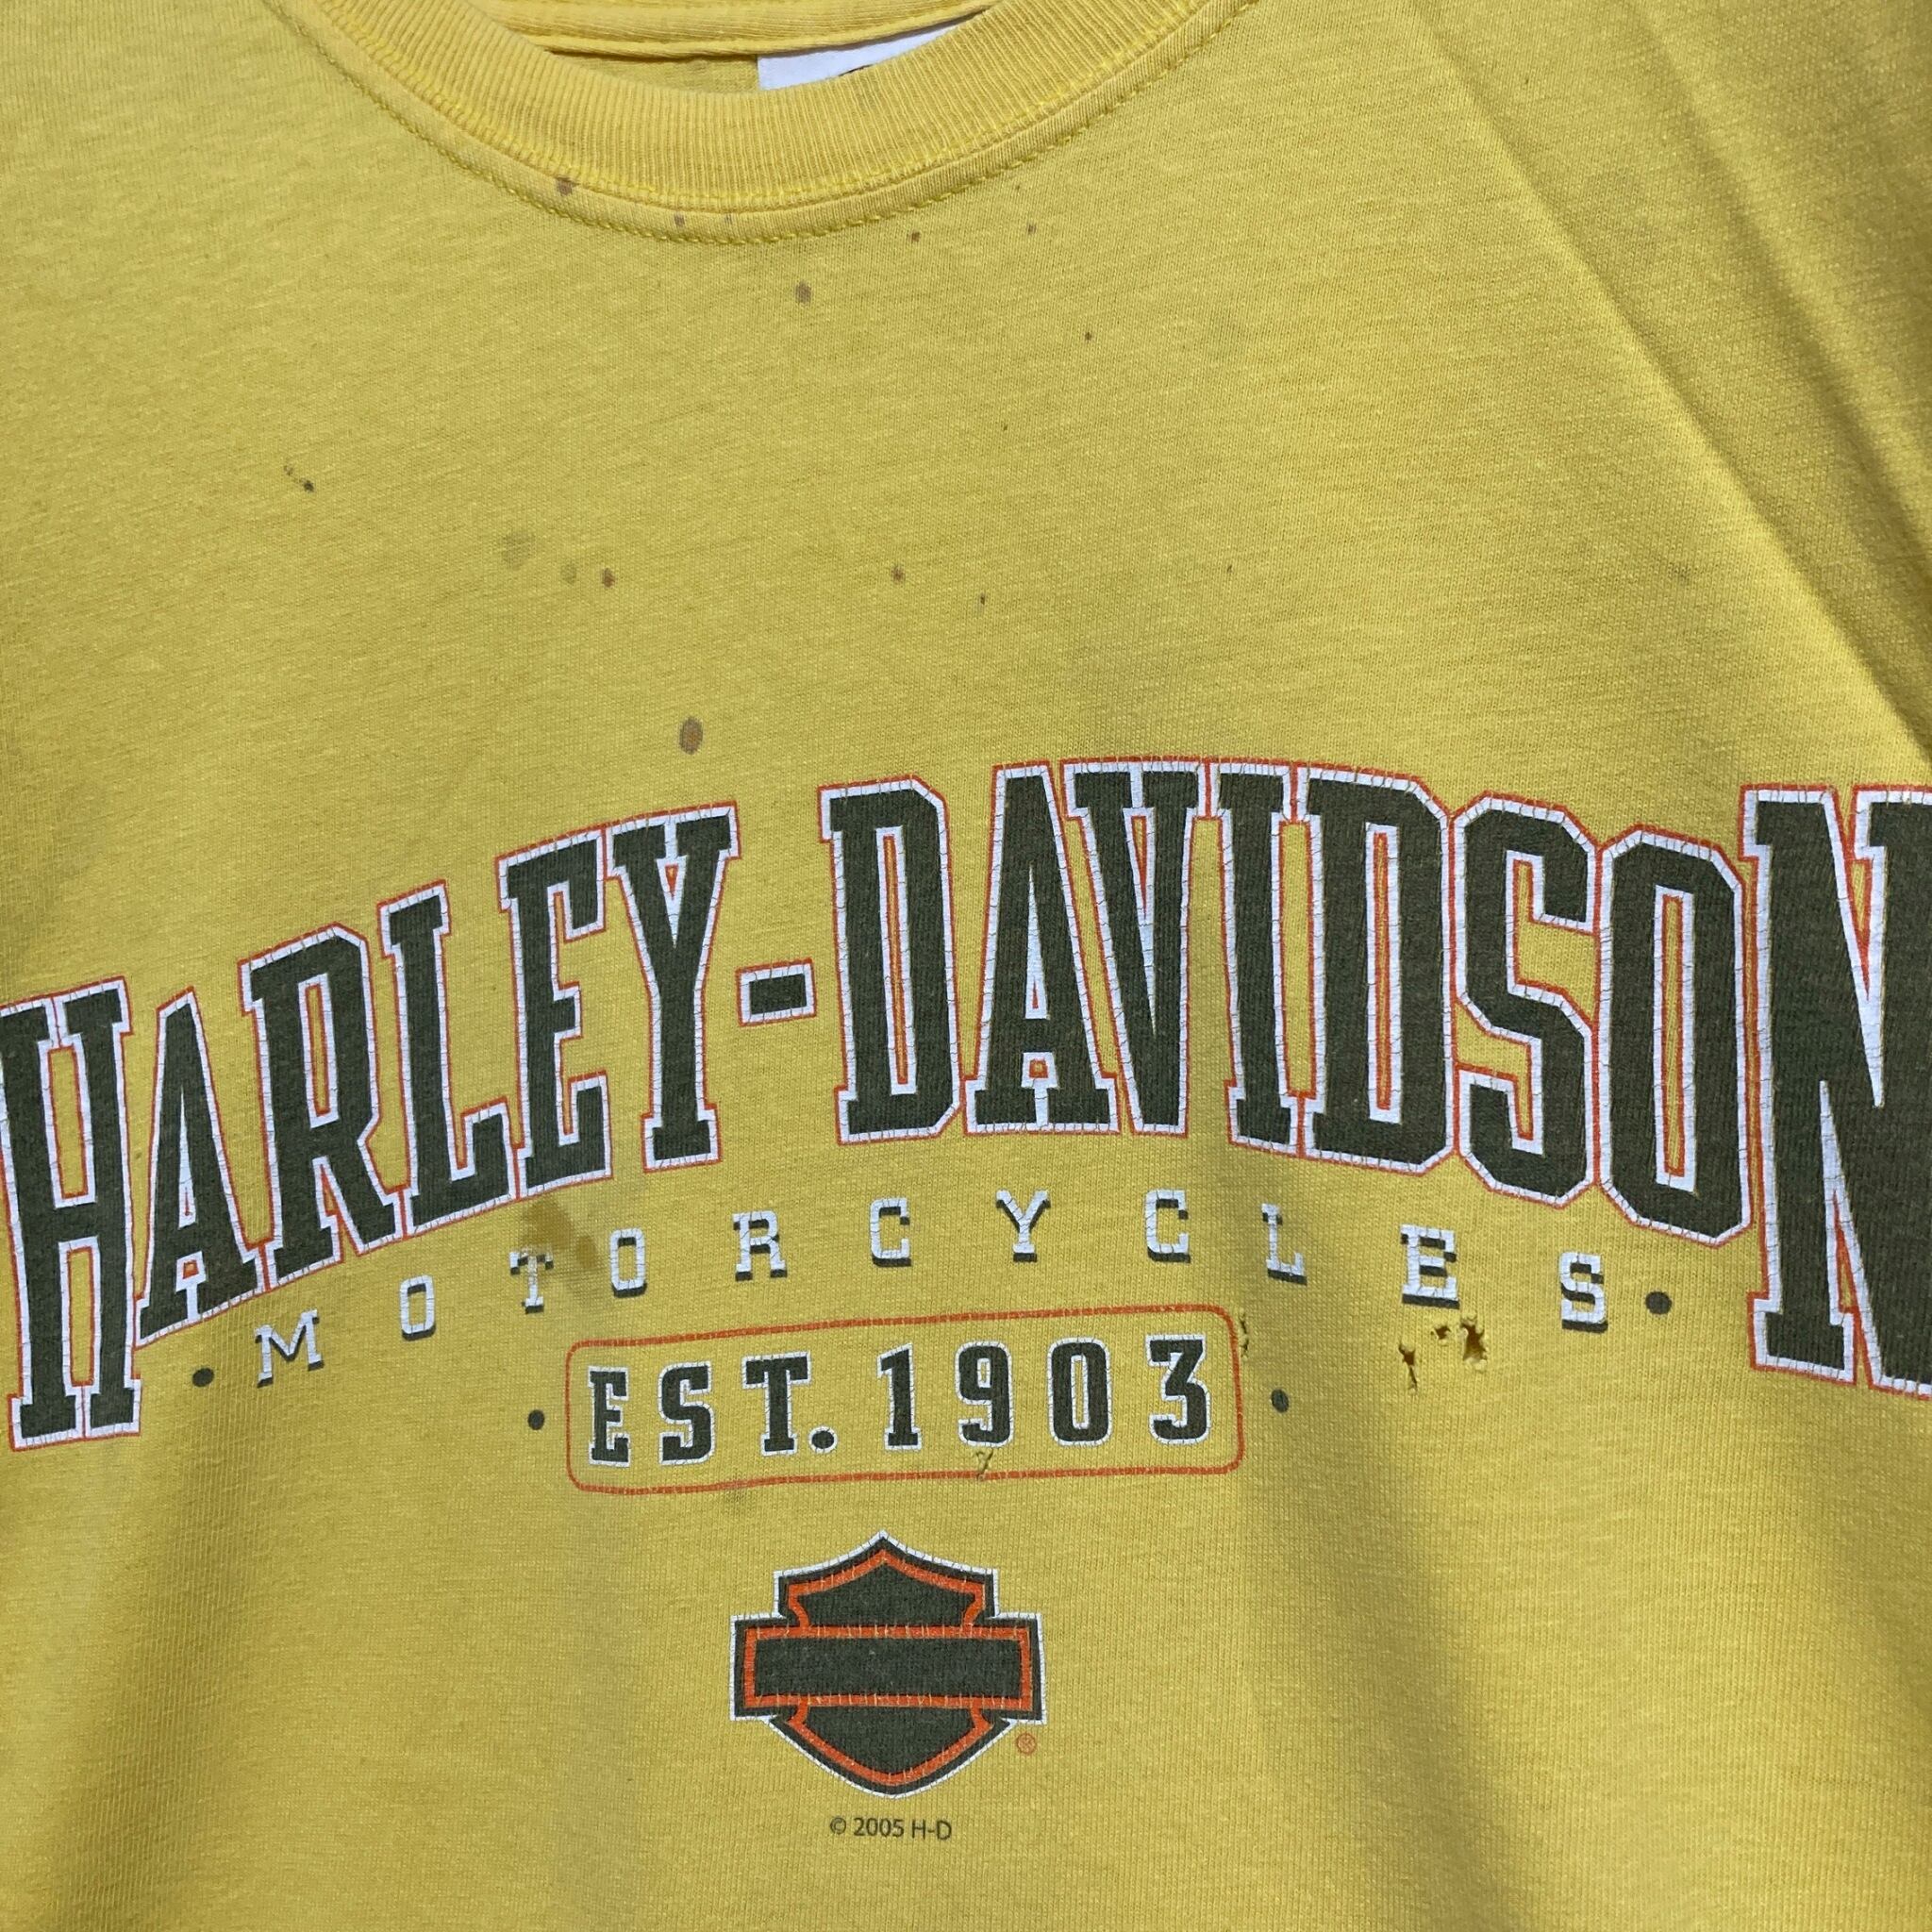 HARLEY-DAVIDSON
• MOTORCYCLES •
• EST. 1903 •
®
© 2005 H-D